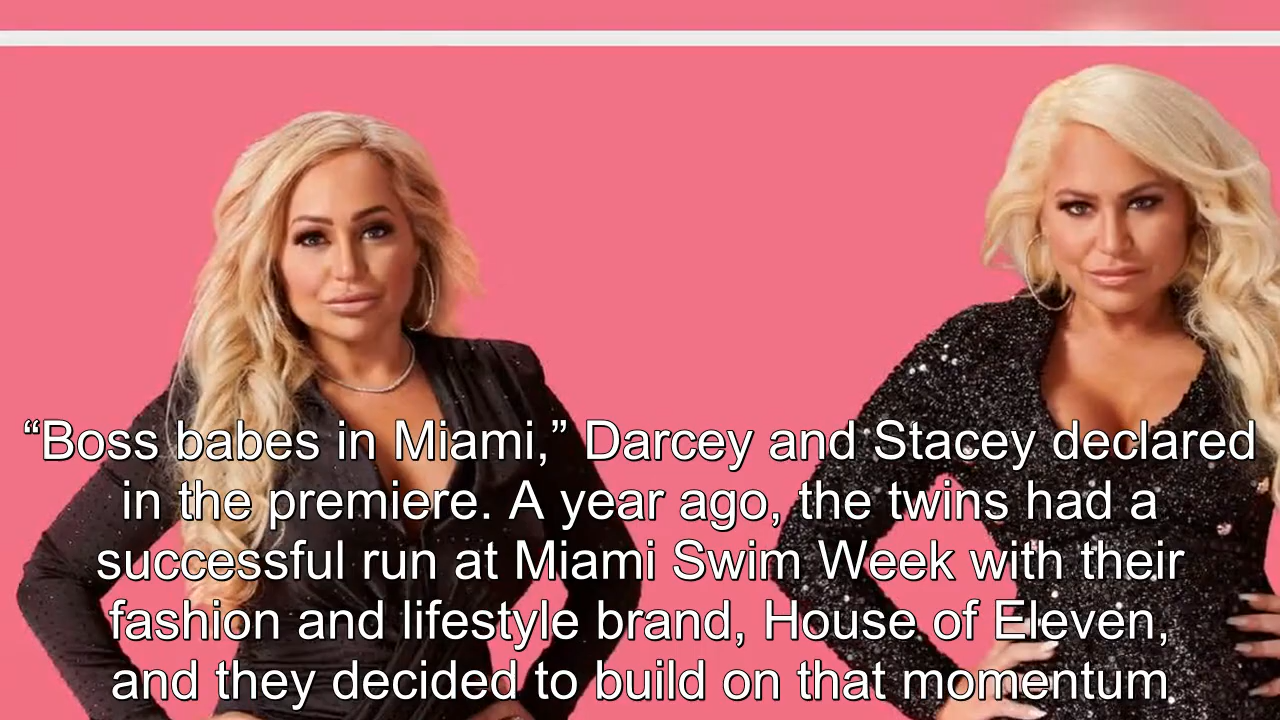 “Boss babes in Miami,” Darcey and Stacey declared
in the premiere. A year ago, the twins had a
successful run at Miami Swim Week with their
fashion and lifestyle brand, House of Eleven,
and they decided to build on that momentum